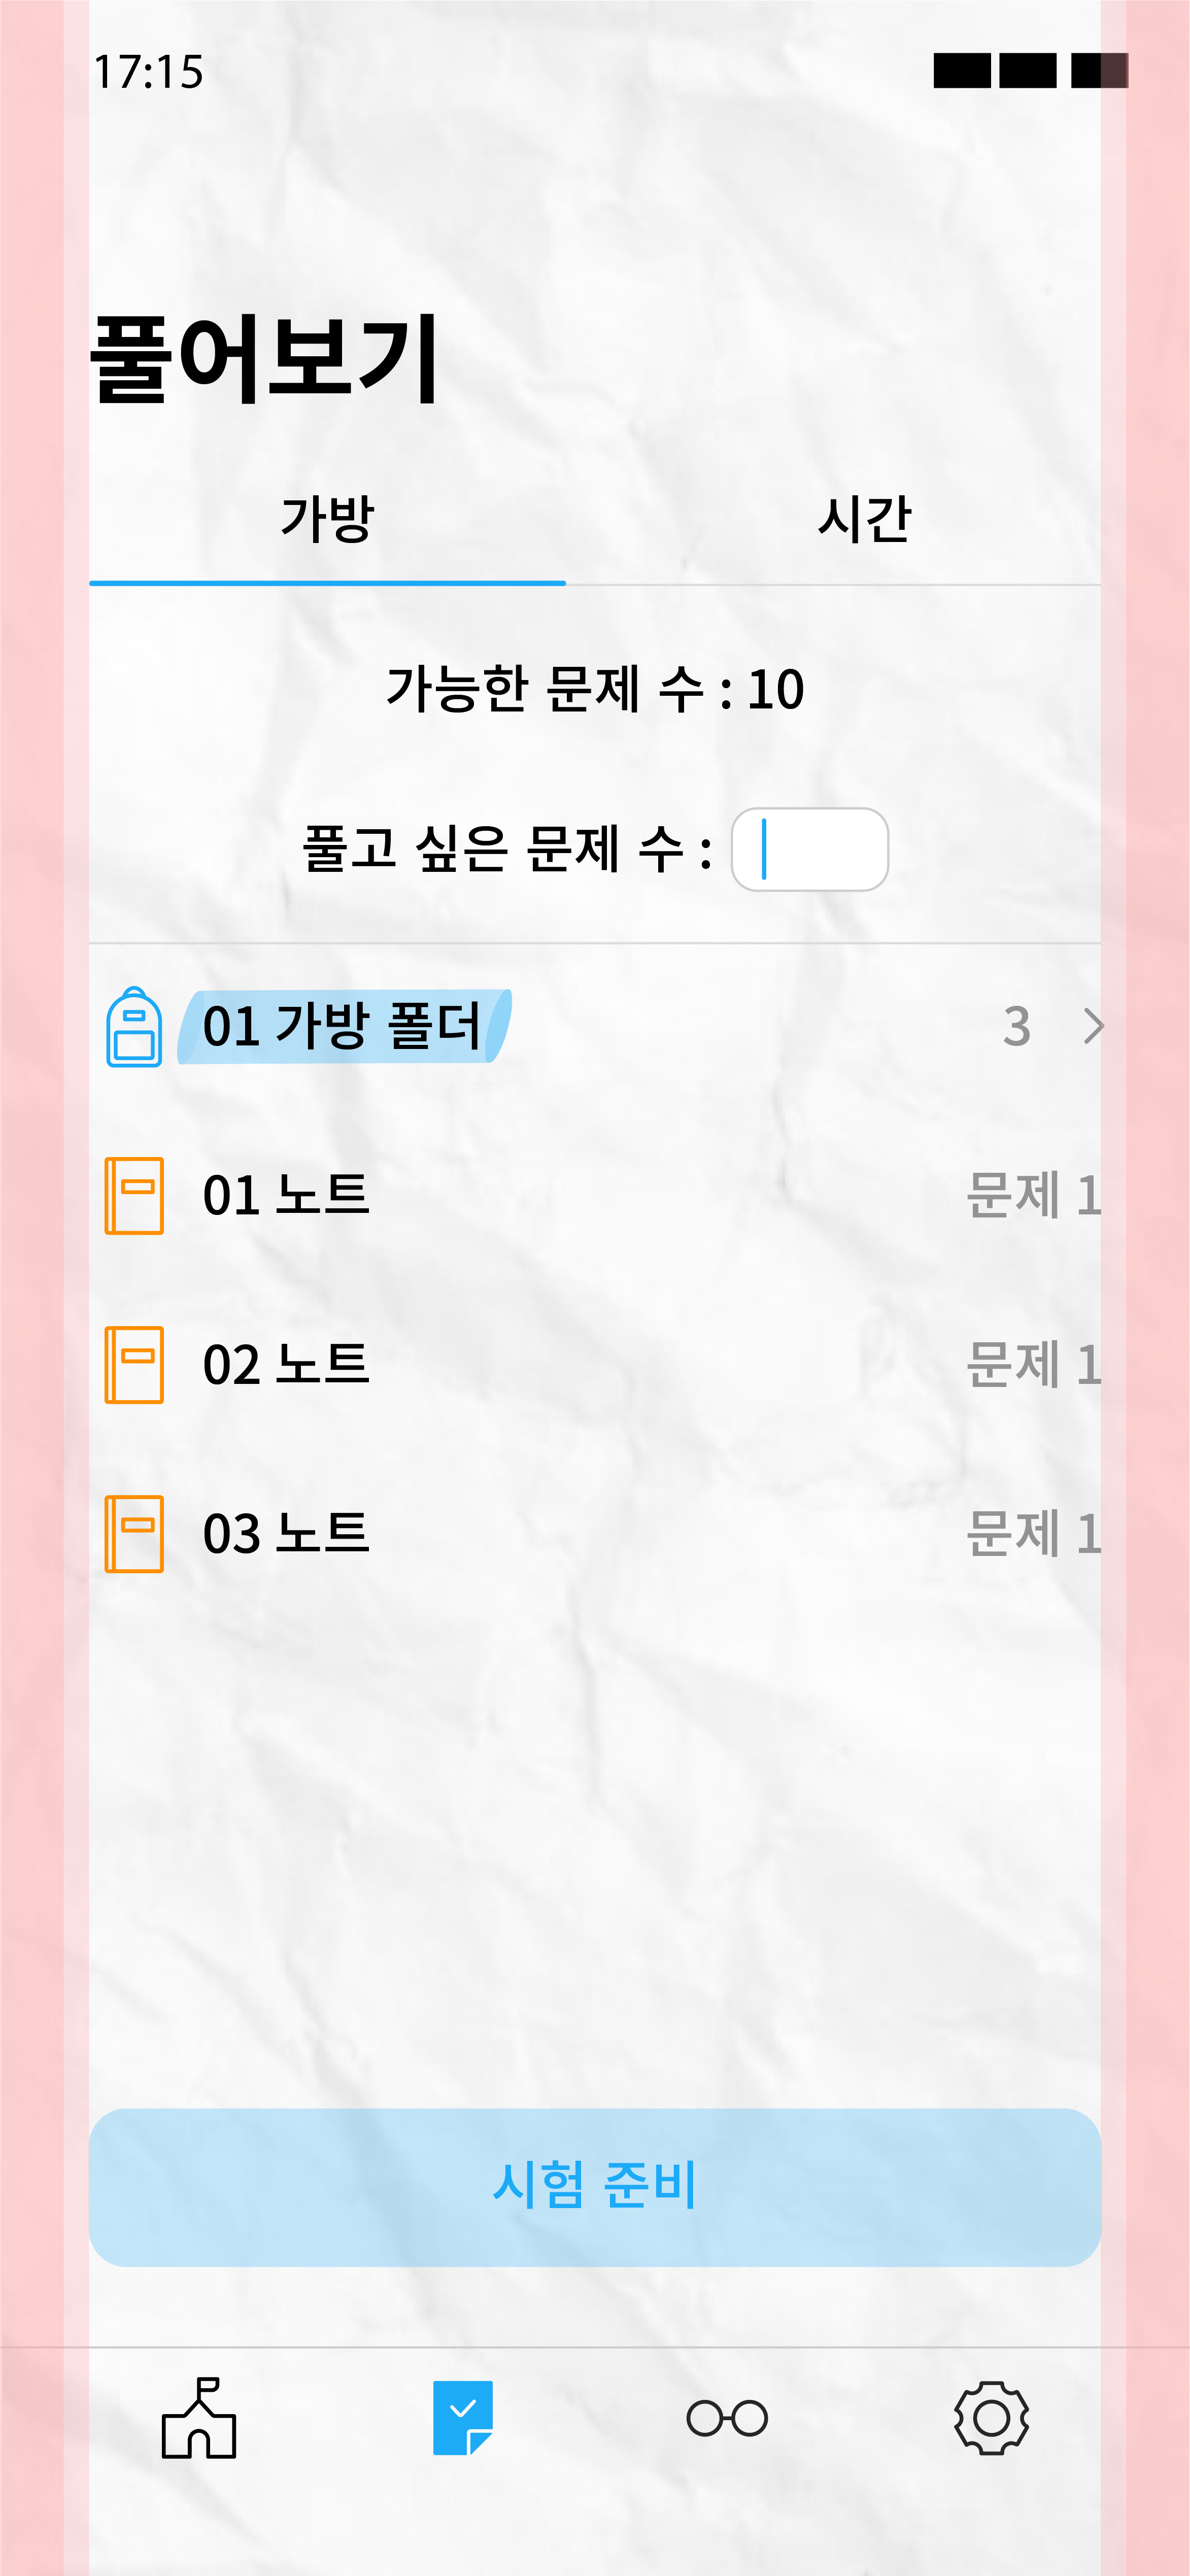 17:15
풀어보기
가방 시간
가능한 문제 수 : 10
풀고 싶은 문제 수 :
01 가방 폴더 3
01 노트 문제 1
02 노트 문제 1
03 노트 문제 1
시험 준비